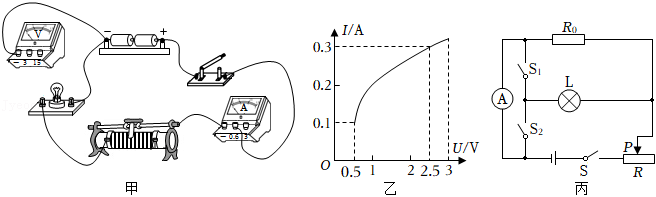 V
- 3 15
- +
A
- 0.6 3
甲
I/A
0.3
0.2
0.1
O
0.5 1 2 2.5 3
U/V
乙
R₀
S₁
A
L
S₂
P
S
R
丙